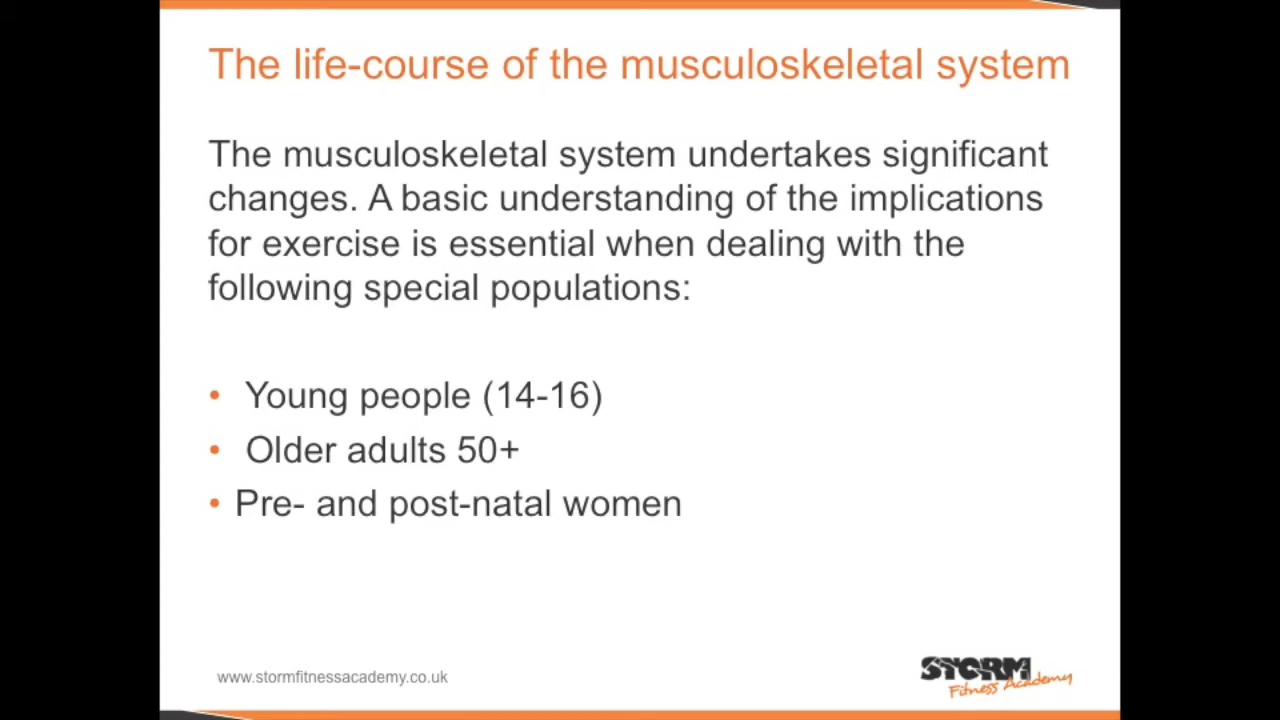 The life-course of the musculoskeletal system
The musculoskeletal system undertakes significant
changes. A basic understanding of the implications
for exercise is essential when dealing with the
following special populations:
• Young people (14-16)
• Older adults 50+
• Pre- and post-natal women
www.stormfitnessacademy.co.uk
STORM
Fitness Academy